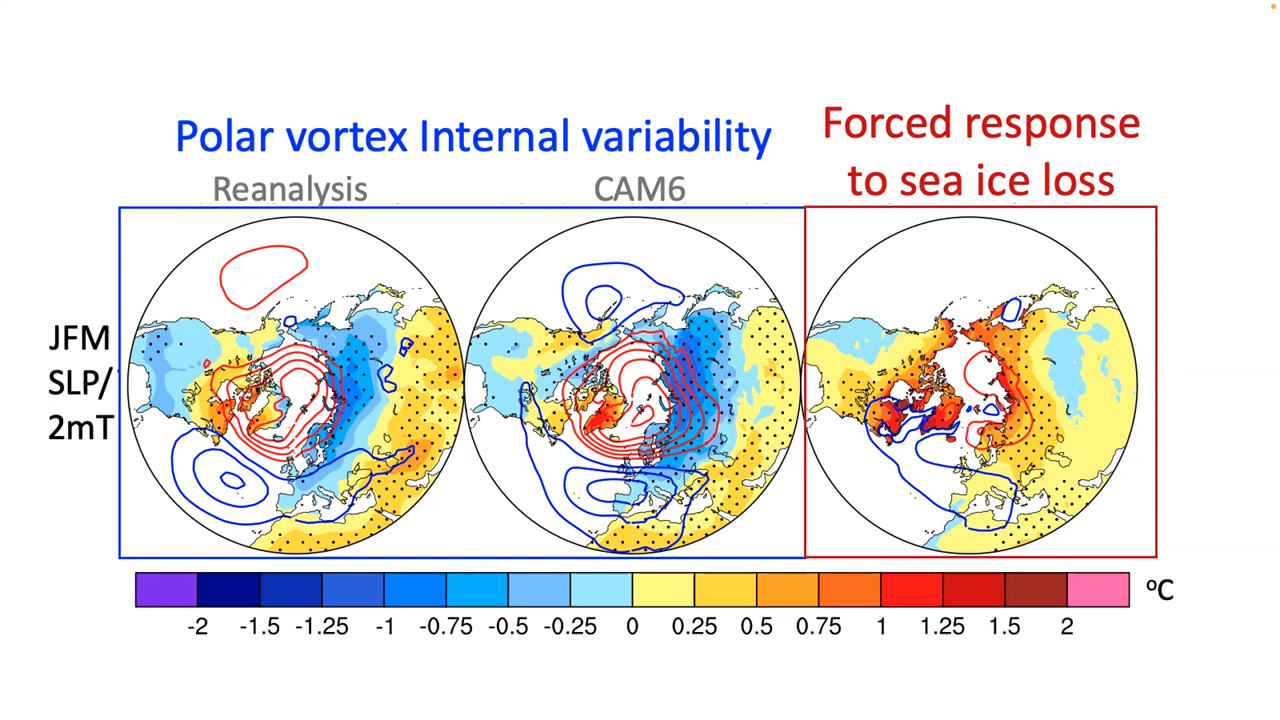 Polar vortex Internal variability
Forced response
to sea ice loss
Reanalysis
CAM6
JFM
SLP/
2mT
ºC
-2 -1.5 -1.25 -1 -0.75 -0.5 -0.25 0 0.25 0.5 0.75 1 1.25 1.5 2